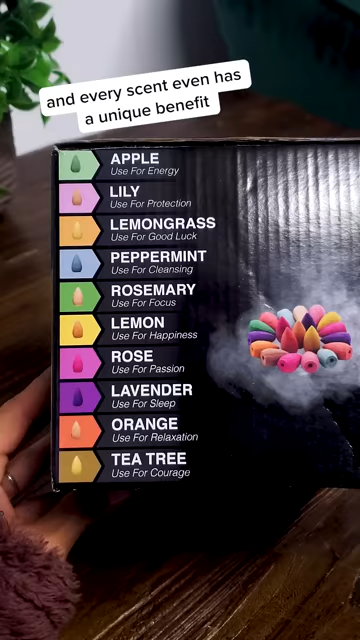 and every scent even has
a unique benefit
APPLE
Use For Energy
LILY
Use For Protection
LEMONGRASS
Use For Good Luck
PEPPERMINT
Use For Cleansing
ROSEMARY
Use For Focus
LEMON
Use For Happiness
ROSE
Use For Passion
LAVENDER
Use For Sleep
ORANGE
Use For Relaxation
TEA TREE
Use For Courage